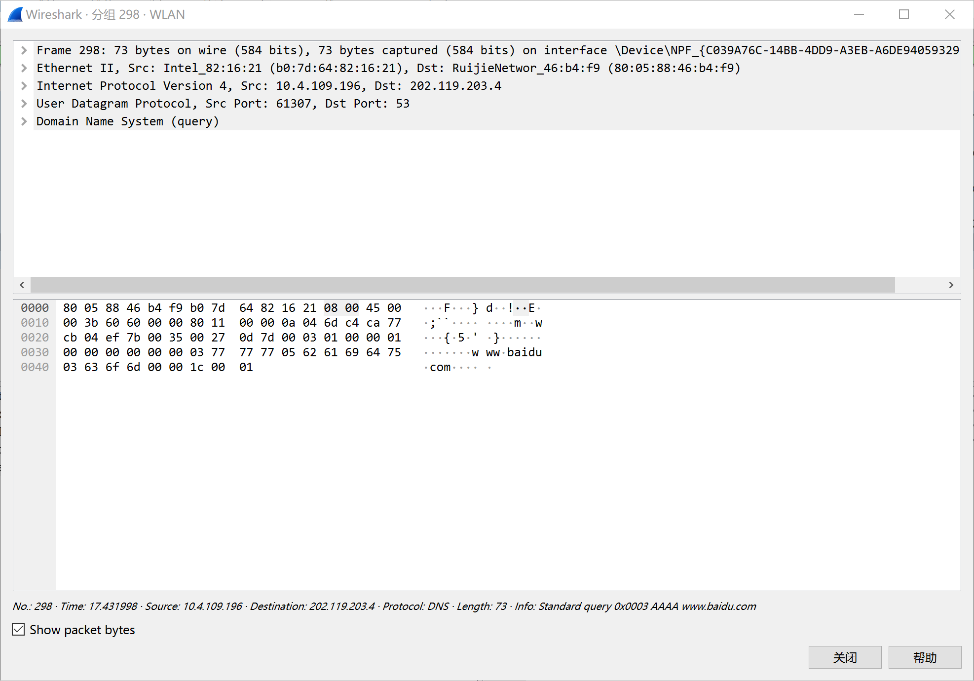 Wireshark · 分组 298 · WLAN
Frame 298: 73 bytes on wire (584 bits), 73 bytes captured (584 bits) on interface \Device\NPF_{C039A76C-14BB-4DD9-A3EB-A6DE94059329
Ethernet II, Src: Intel_82:16:21 (b0:7d:64:82:16:21), Dst: RuijieNetwor_46:b4:f9 (80:05:88:46:b4:f9)
Internet Protocol Version 4, Src: 10.4.109.196, Dst: 202.119.203.4
User Datagram Protocol, Src Port: 61307, Dst Port: 53
Domain Name System (query)
0000 80 05 88 46 b4 f9 b0 7d 64 82 16 21 08 00 45 00 ···F···} d··!··E·
0010 00 3b 60 60 00 00 80 11 00 00 0a 04 6d c4 ca 77 ·;``···· ····m··w
0020 cb 04 ef 7b 00 35 00 27 0d 7d 00 03 01 00 00 01 ···{·5·' ·}······
0030 00 00 00 00 00 00 03 77 77 77 05 62 61 69 64 75 ·······w ww·baidu
0040 03 63 6f 6d 00 00 1c 00 01 ·com···· ·
No.: 298 · Time: 17.431998 · Source: 10.4.109.196 · Destination: 202.119.203.4 · Protocol: DNS · Length: 73 · Info: Standard query 0x0003 AAAA www.baidu.com
Show packet bytes
关闭
帮助